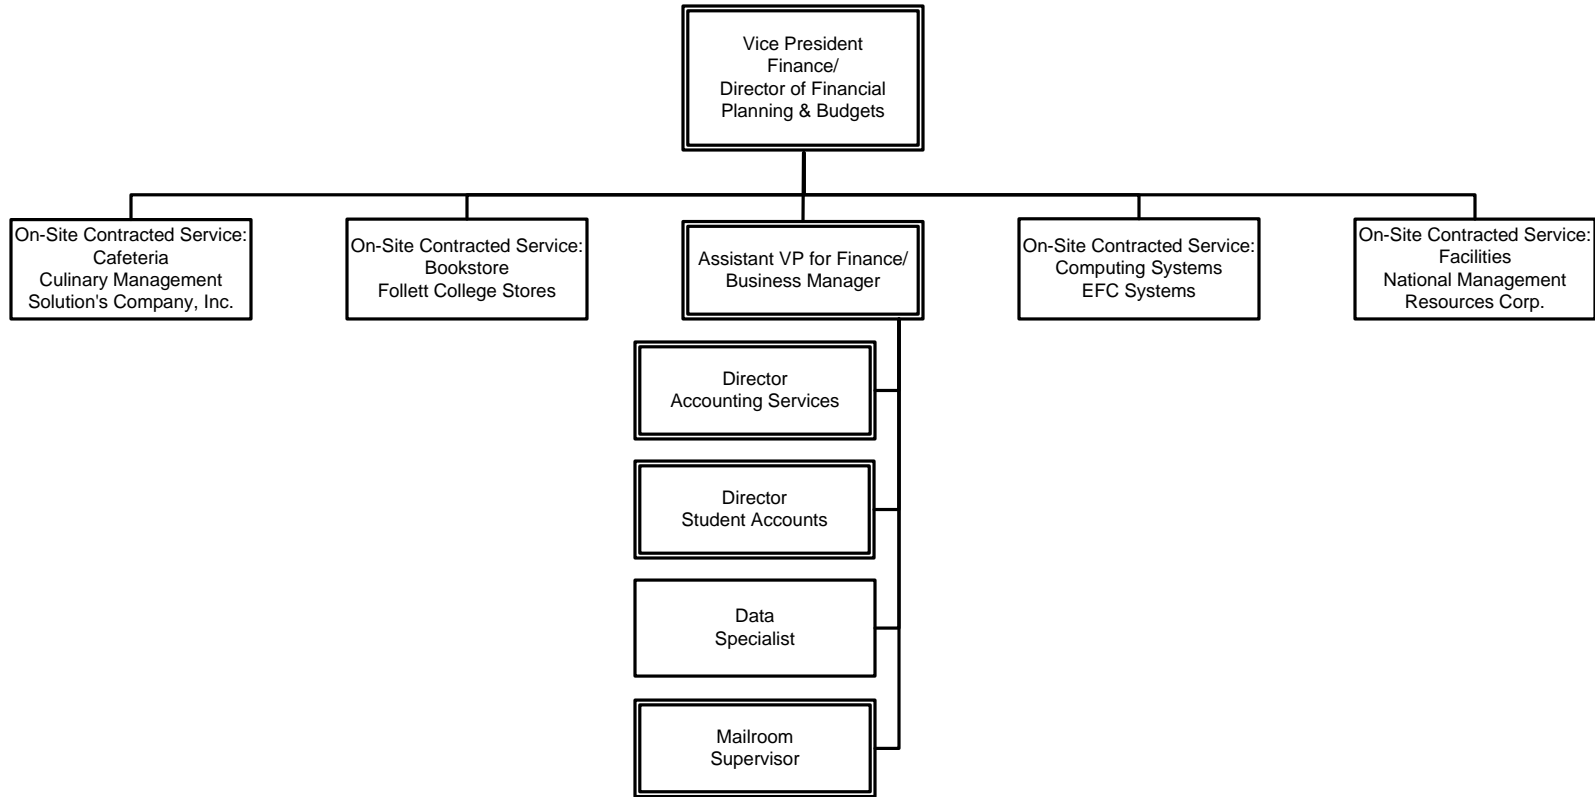 Vice President
Finance/
Director of Financial
Planning & Budgets
On-Site Contracted Service:
Cafeteria
Culinary Management
Solution's Company, Inc.
On-Site Contracted Service:
Bookstore
Follett College Stores
Assistant VP for Finance/
Business Manager
On-Site Contracted Service:
Computing Systems
EFC Systems
On-Site Contracted Service:
Facilities
National Management
Resources Corp.
Director
Accounting Services
Director
Student Accounts
Data
Specialist
Mailroom
Supervisor